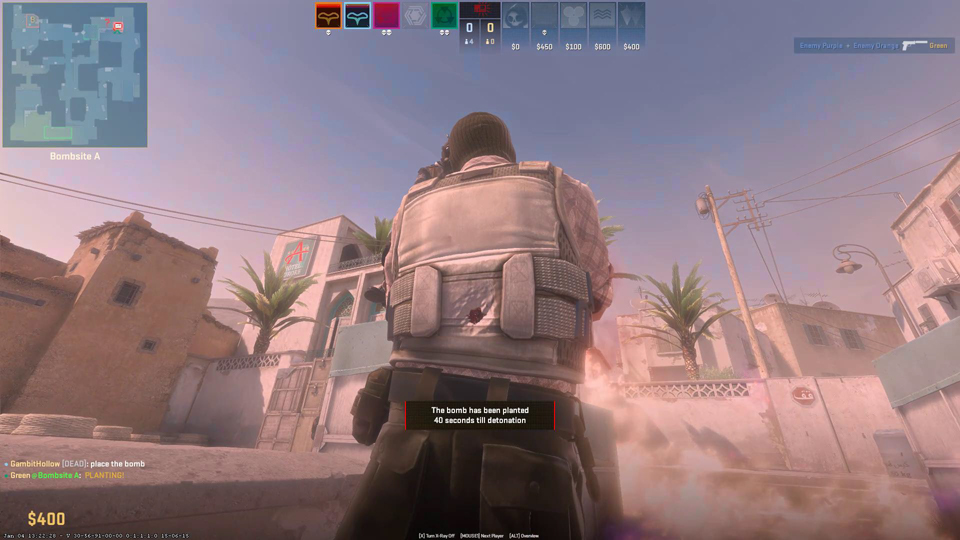 0 0
4 0
$0 $450 $100 $600 $400
Enemy Purple + Enemy Orange Green
Bombsite A
The bomb has been planted
40 seconds till detonation
GambitHollow [DEAD]: place the bomb
Green @Bombsite A: PLANTING!
$400
[X] Turn X-Ray Off [MOUSE1] Next Player [ALT] Overview